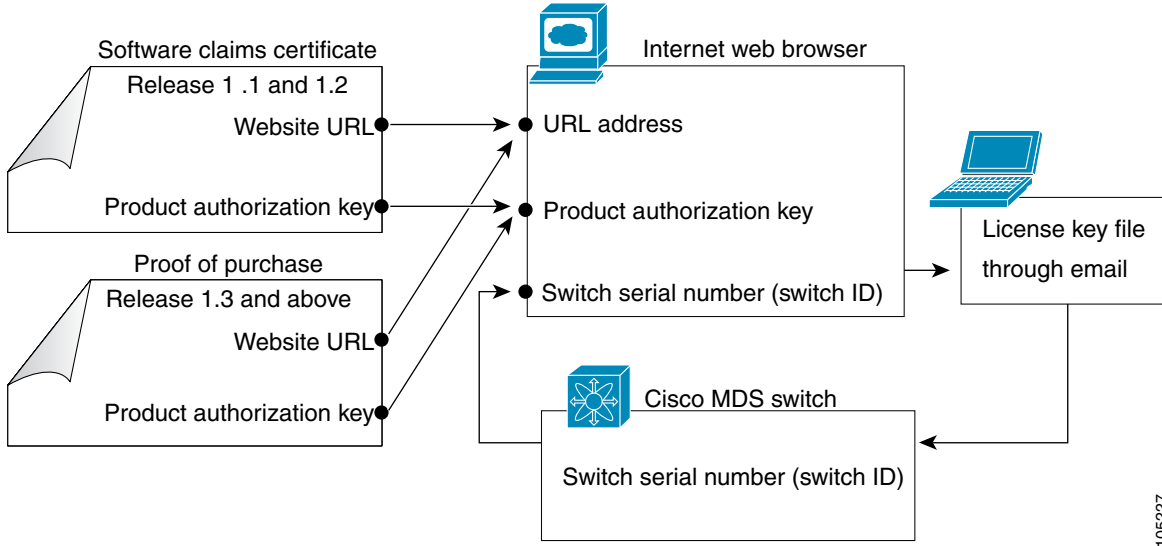 Software claims certificate
Release 1 .1 and 1.2
Website URL
Product authorization key
Proof of purchase
Release 1.3 and above
Website URL
Product authorization key
Internet web browser
URL address
Product authorization key
Switch serial number (switch ID)
License key file
through email
Cisco MDS switch
Switch serial number (switch ID)
105227